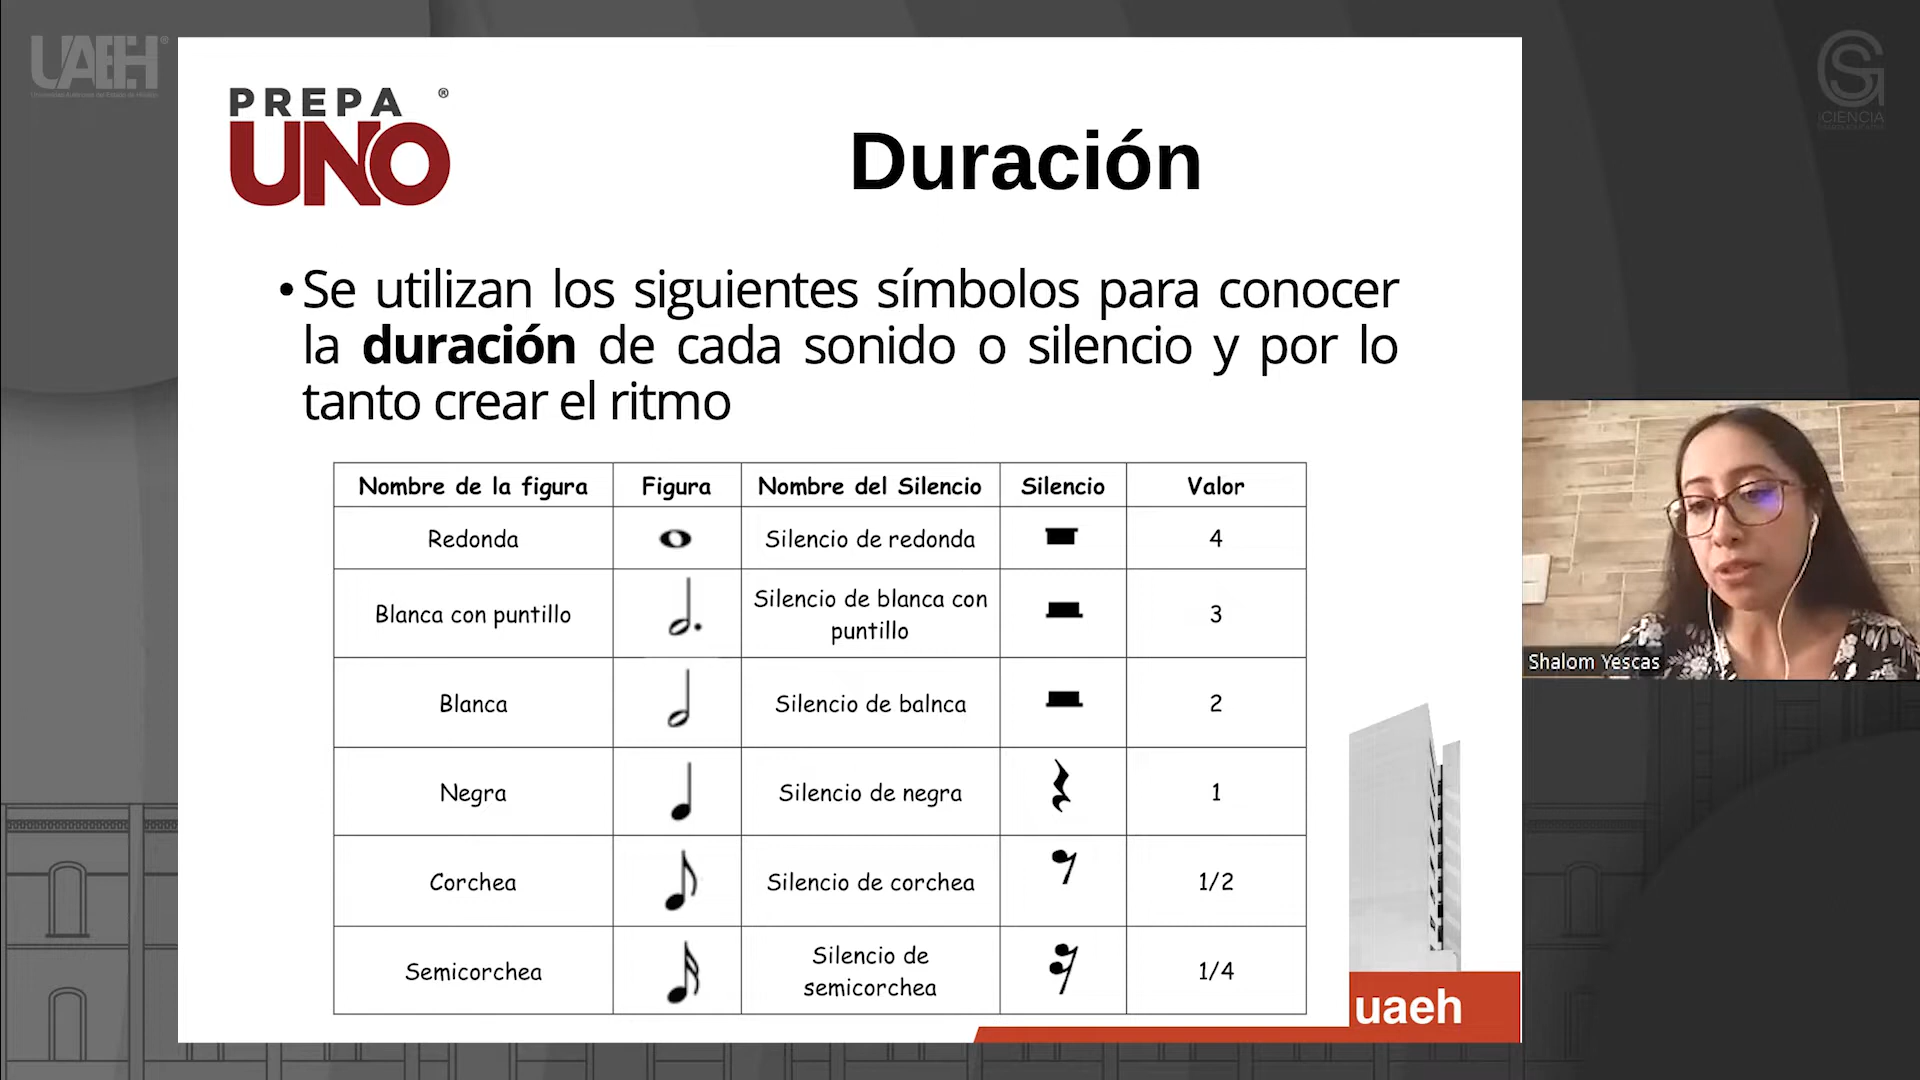 UAEH
PREPA ®
UNO
Duración
CIENCIA
• Se utilizan los siguientes símbolos para conocer
la duración de cada sonido o silencio y por lo
tanto crear el ritmo
Nombre de la figura Figura Nombre del Silencio Silencio Valor
Redonda Silencio de redonda 4
Blanca con puntillo Silencio de blanca con puntillo 3
Blanca Silencio de balnca 2
Negra Silencio de negra 1
Corchea Silencio de corchea 1/2
Semicorchea Silencio de semicorchea 1/4
Shalom Yescas
uaeh